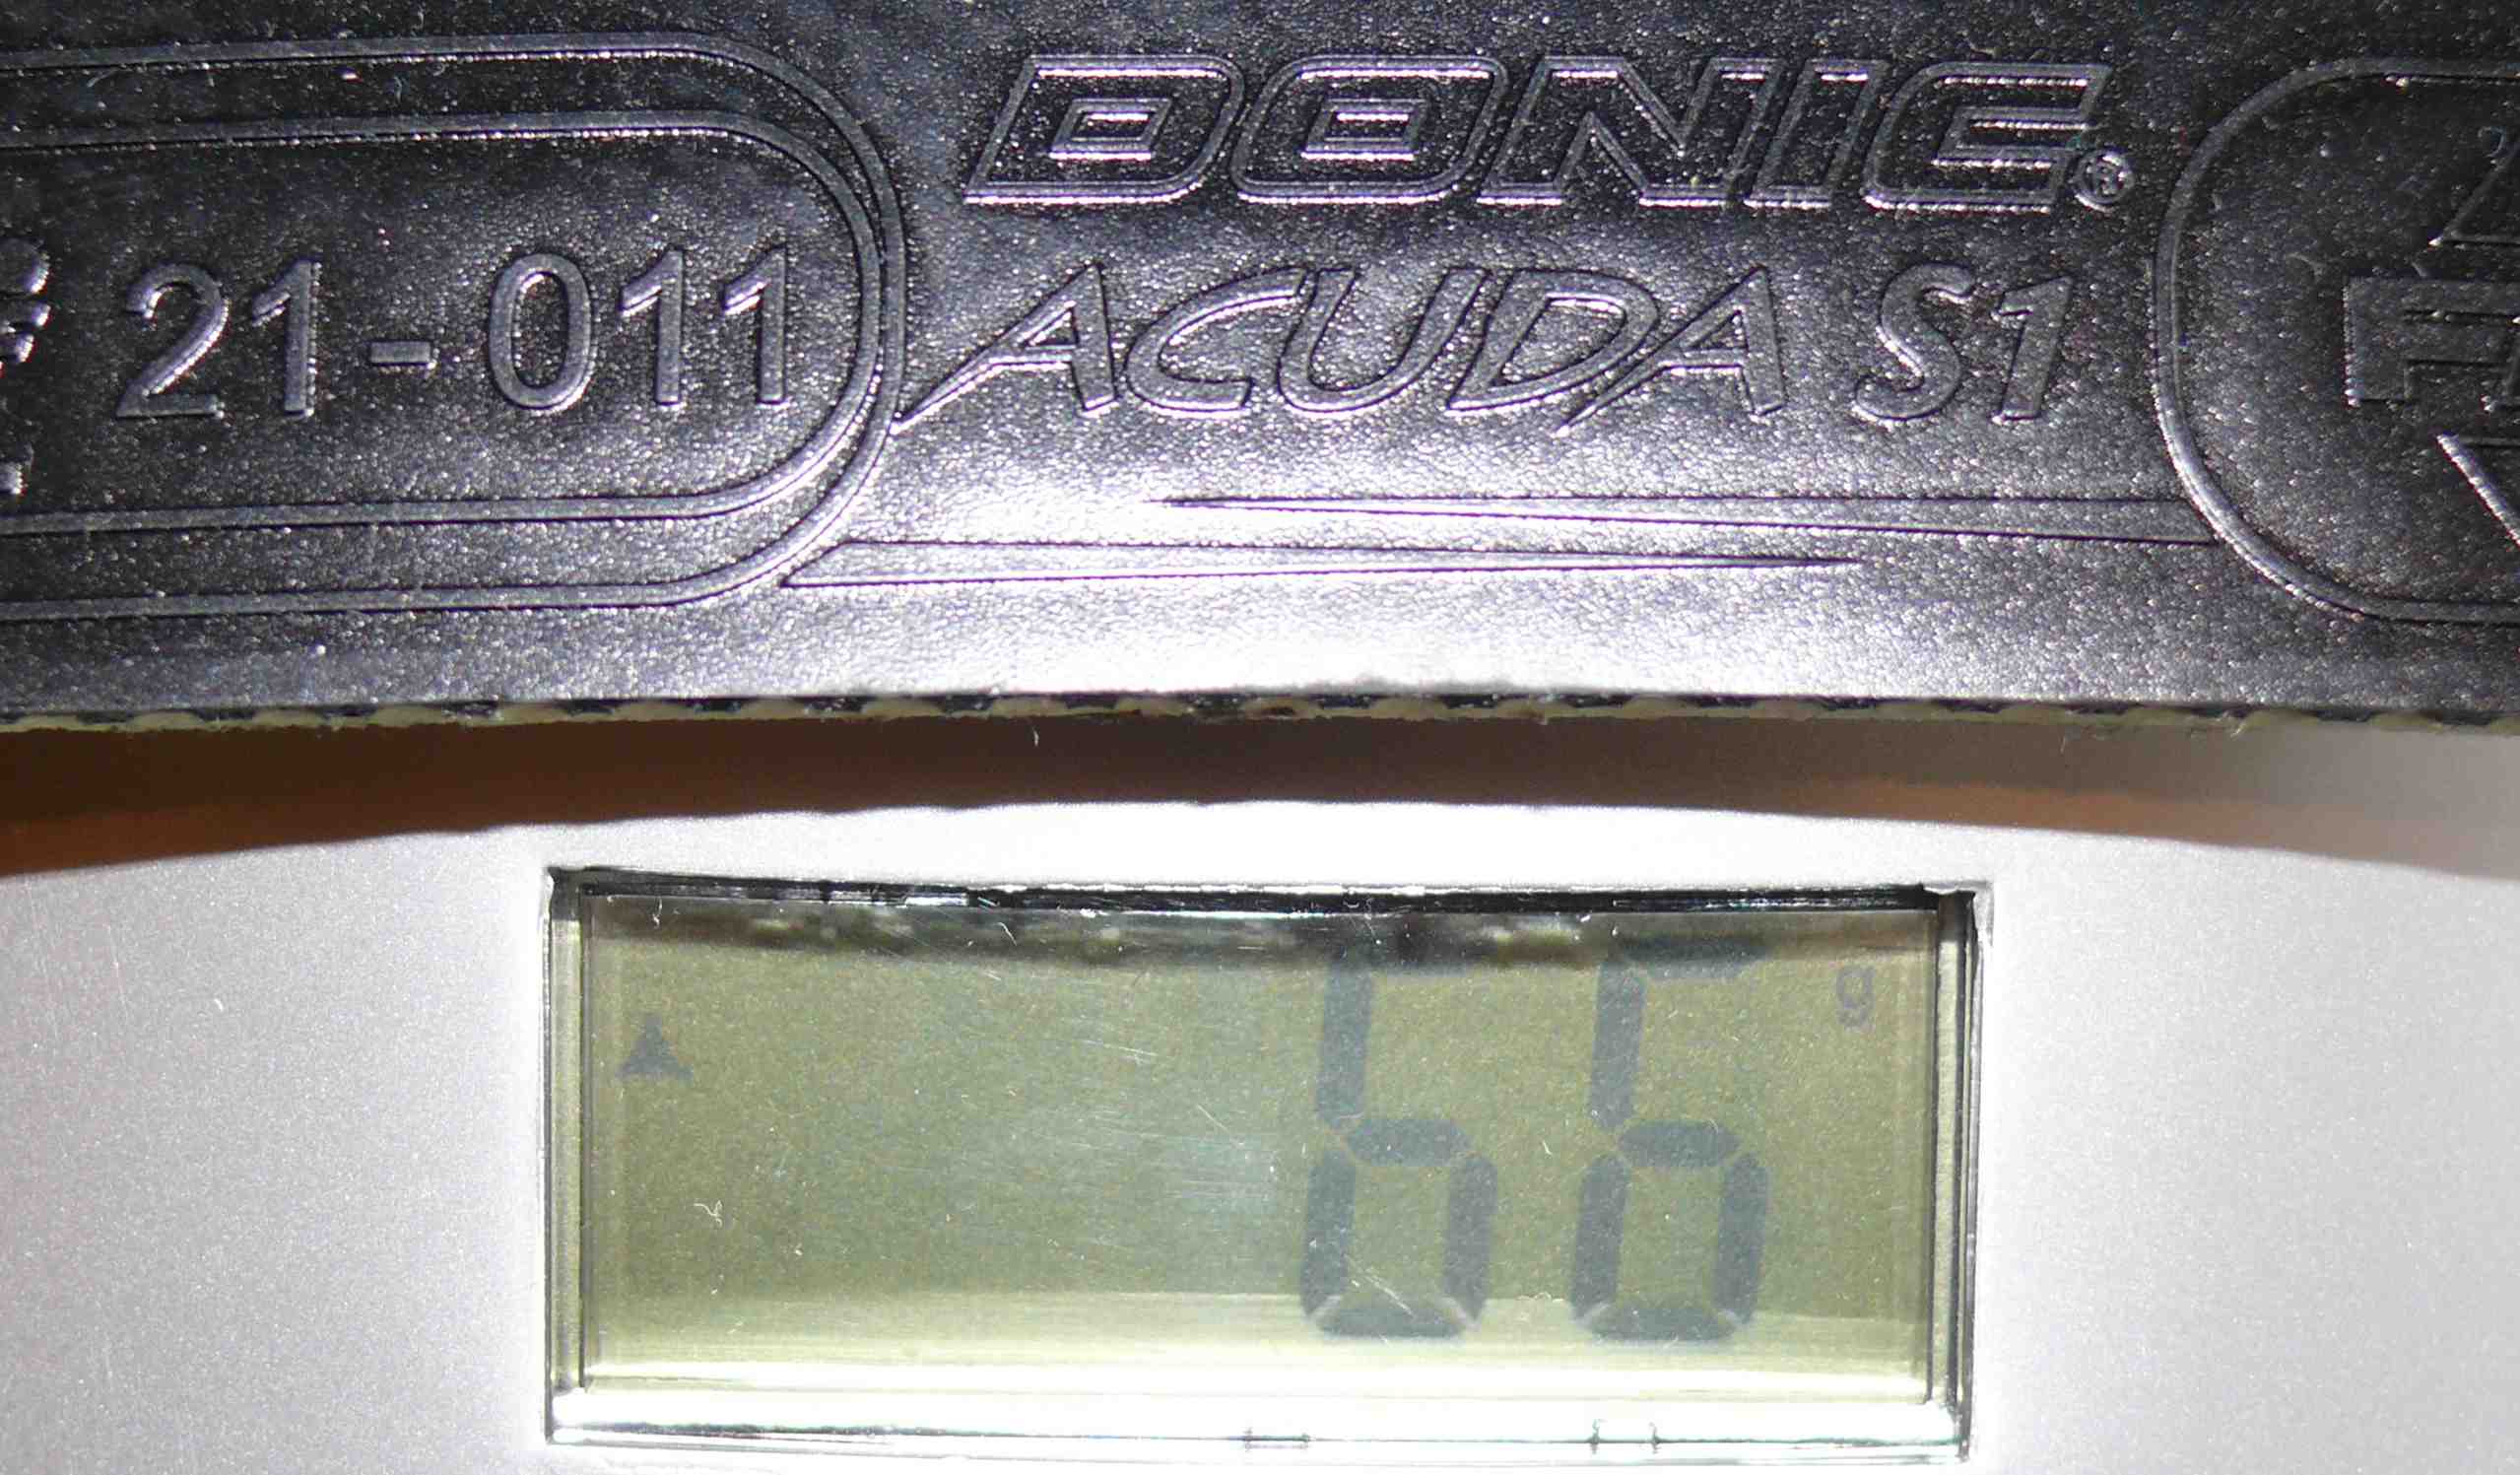 21-011
DONIC®
ACUDA S1
66 g